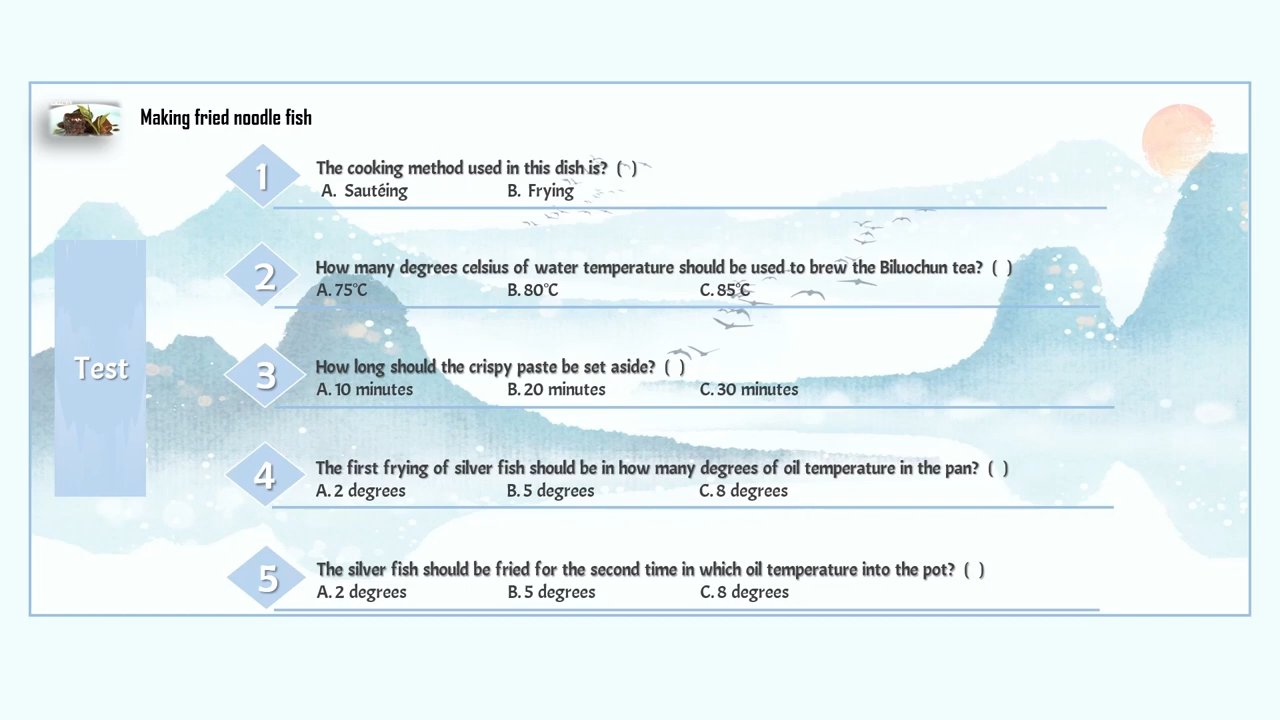 Making fried noodle fish
Test
1
The cooking method used in this dish is? ( )
A. Sautéing B. Frying
2
How many degrees celsius of water temperature should be used to brew the Biluochun tea? ( )
A. 75℃ B. 80℃ C. 85℃
3
How long should the crispy paste be set aside? ( )
A. 10 minutes B. 20 minutes C. 30 minutes
4
The first frying of silver fish should be in how many degrees of oil temperature in the pan? ( )
A. 2 degrees B. 5 degrees C. 8 degrees
5
The silver fish should be fried for the second time in which oil temperature into the pot? ( )
A. 2 degrees B. 5 degrees C. 8 degrees